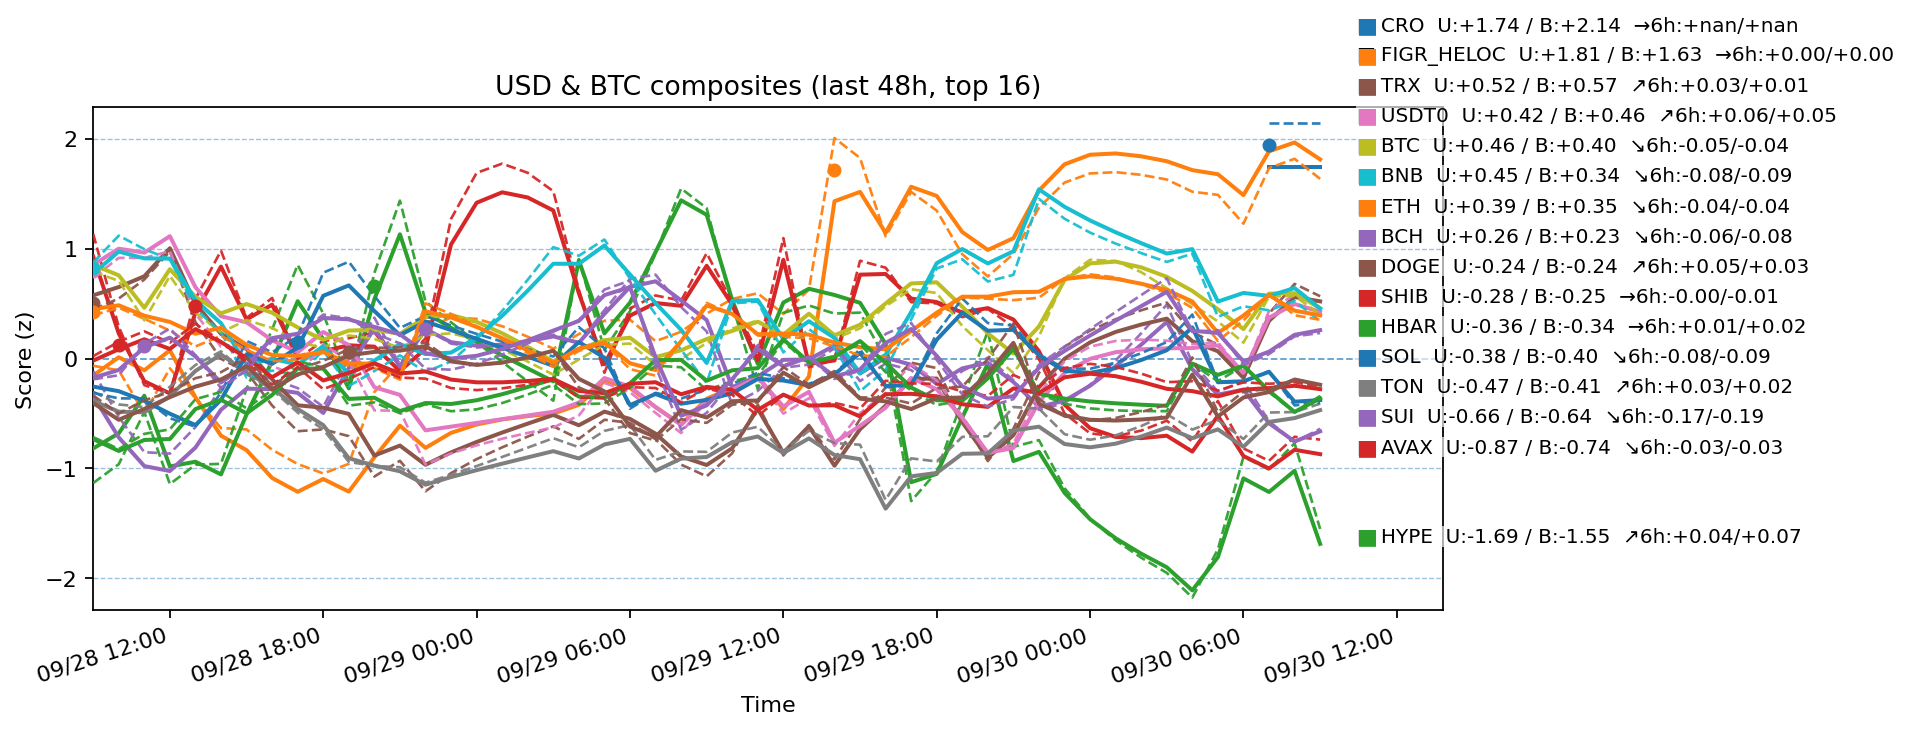 CRO U:+1.74 / B:+2.14 →6h:+nan/+nan
FIGR_HELOC U:+1.81 / B:+1.63 →6h:+0.00/+0.00
USD & BTC composites (last 48h, top 16)
TRX U:+0.52 / B:+0.57 ↗6h:+0.03/+0.01
USDT0 U:+0.42 / B:+0.46 ↗6h:+0.06/+0.05
BTC U:+0.46 / B:+0.40 ↘6h:-0.05/-0.04
BNB U:+0.45 / B:+0.34 ↘6h:-0.08/-0.09
ETH U:+0.39 / B:+0.35 ↘6h:-0.04/-0.04
BCH U:+0.26 / B:+0.23 ↘6h:-0.06/-0.08
DOGE U:-0.24 / B:-0.24 ↗6h:+0.05/+0.03
SHIB U:-0.28 / B:-0.25 →6h:-0.00/-0.01
HBAR U:-0.36 / B:-0.34 →6h:+0.01/+0.02
SOL U:-0.38 / B:-0.40 ↘6h:-0.08/-0.09
TON U:-0.47 / B:-0.41 ↗6h:+0.03/+0.02
SUI U:-0.66 / B:-0.64 ↘6h:-0.17/-0.19
AVAX U:-0.87 / B:-0.74 ↘6h:-0.03/-0.03
HYPE U:-1.69 / B:-1.55 ↗6h:+0.04/+0.07
Score (z)
2
1
0
−1
−2
09/28 12:00
09/28 18:00
09/29 00:00
09/29 06:00
09/29 12:00
09/29 18:00
09/30 00:00
09/30 06:00
09/30 12:00
Time